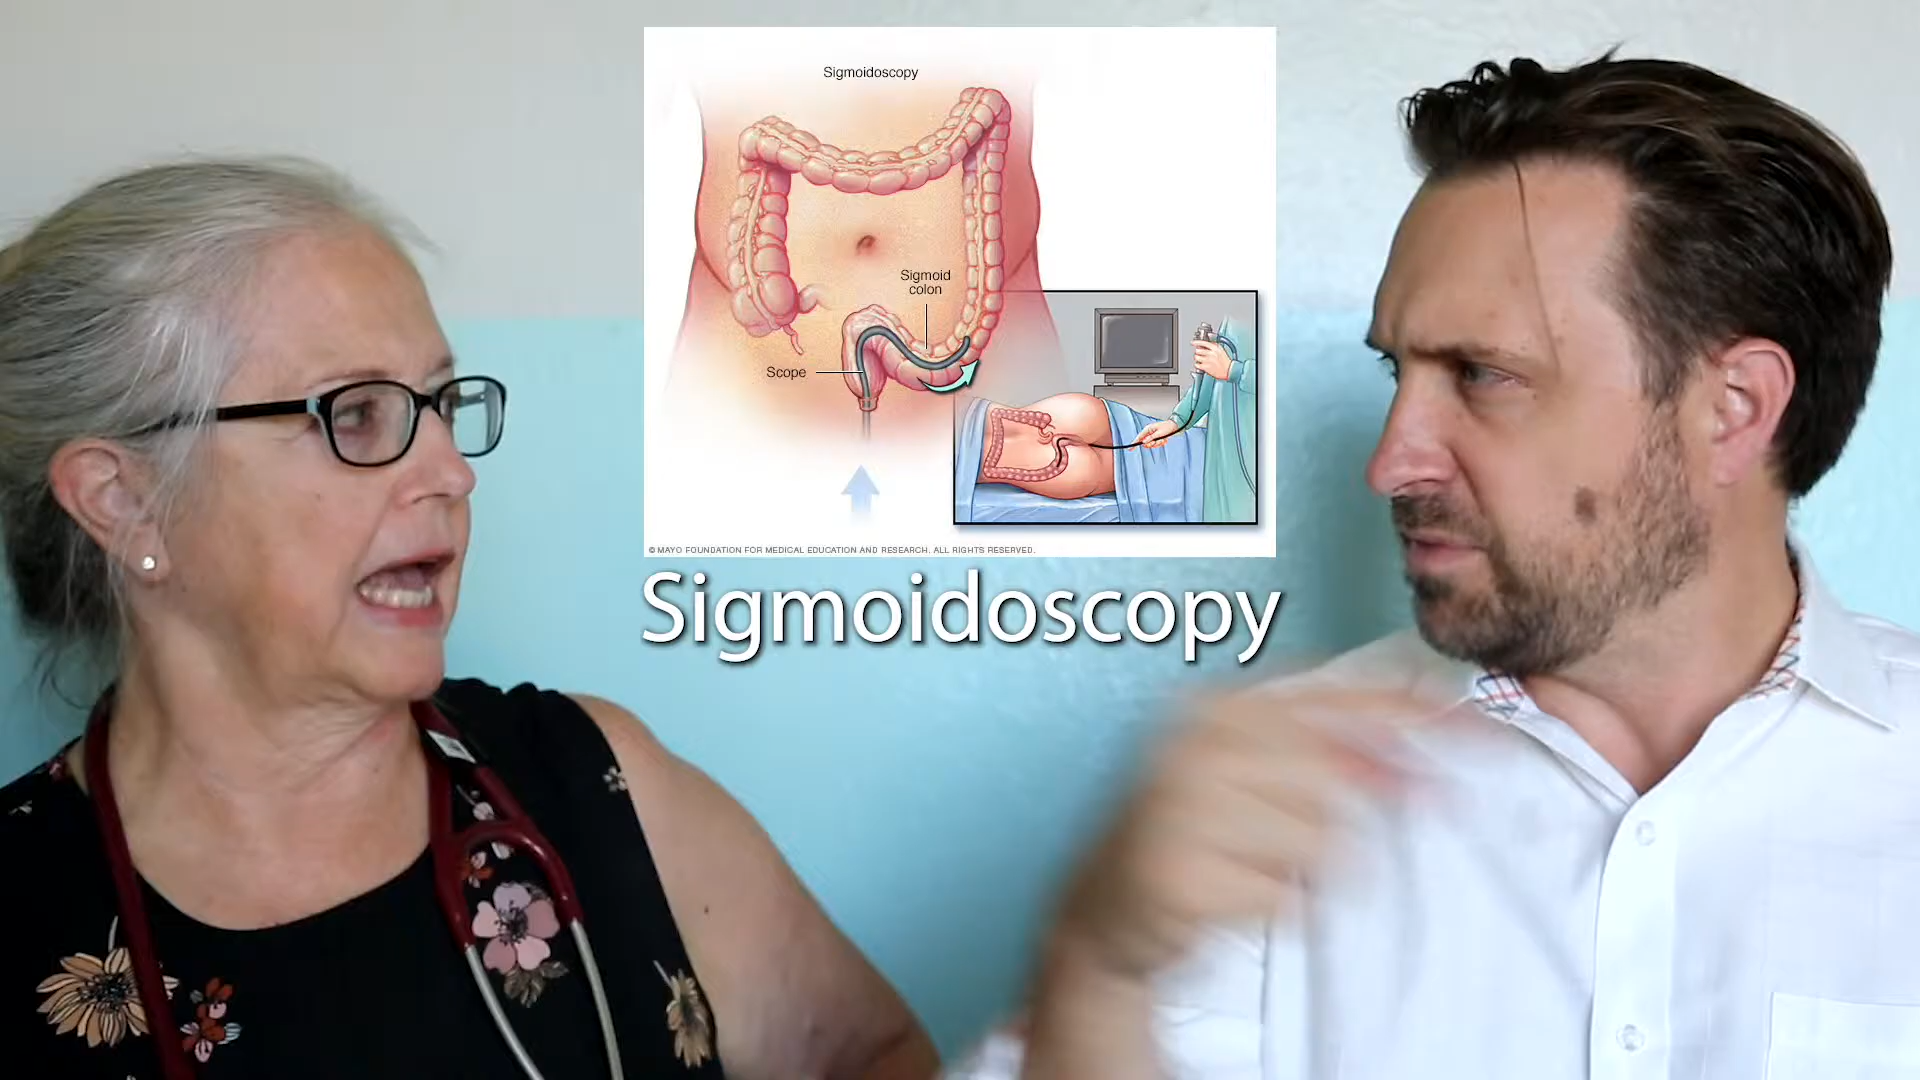 Sigmoidoscopy
Sigmoid
colon
Scope
© MAYO FOUNDATION FOR MEDICAL EDUCATION AND RESEARCH. ALL RIGHTS RESERVED.
Sigmoidoscopy